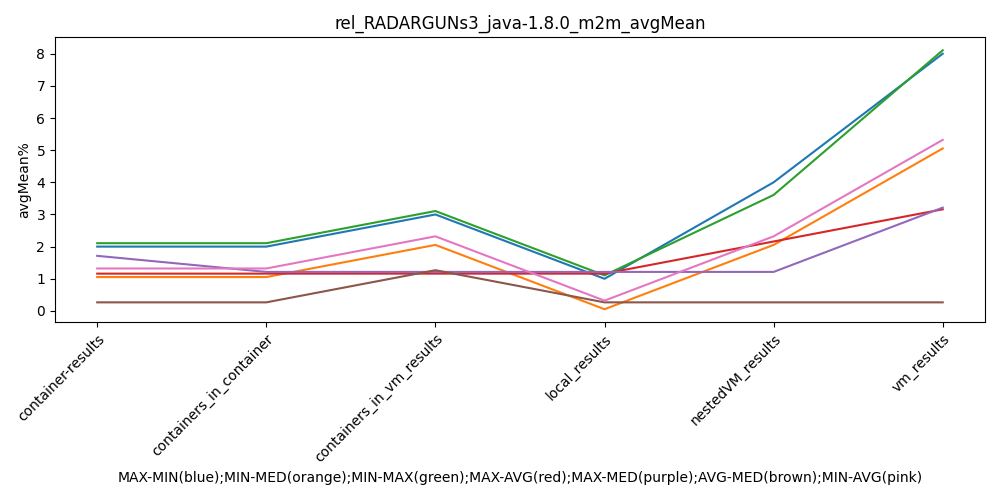 rel_RADARGUNs3_java-1.8.0_m2m_avgMean
avgMean%
8
7
6
5
4
3
2
1
0
container-results
containers_in_container
containers_in_vm_results
local_results
nestedVM_results
vm_results
MAX-MIN(blue);MIN-MED(orange);MIN-MAX(green);MAX-AVG(red);MAX-MED(purple);AVG-MED(brown);MIN-AVG(pink)